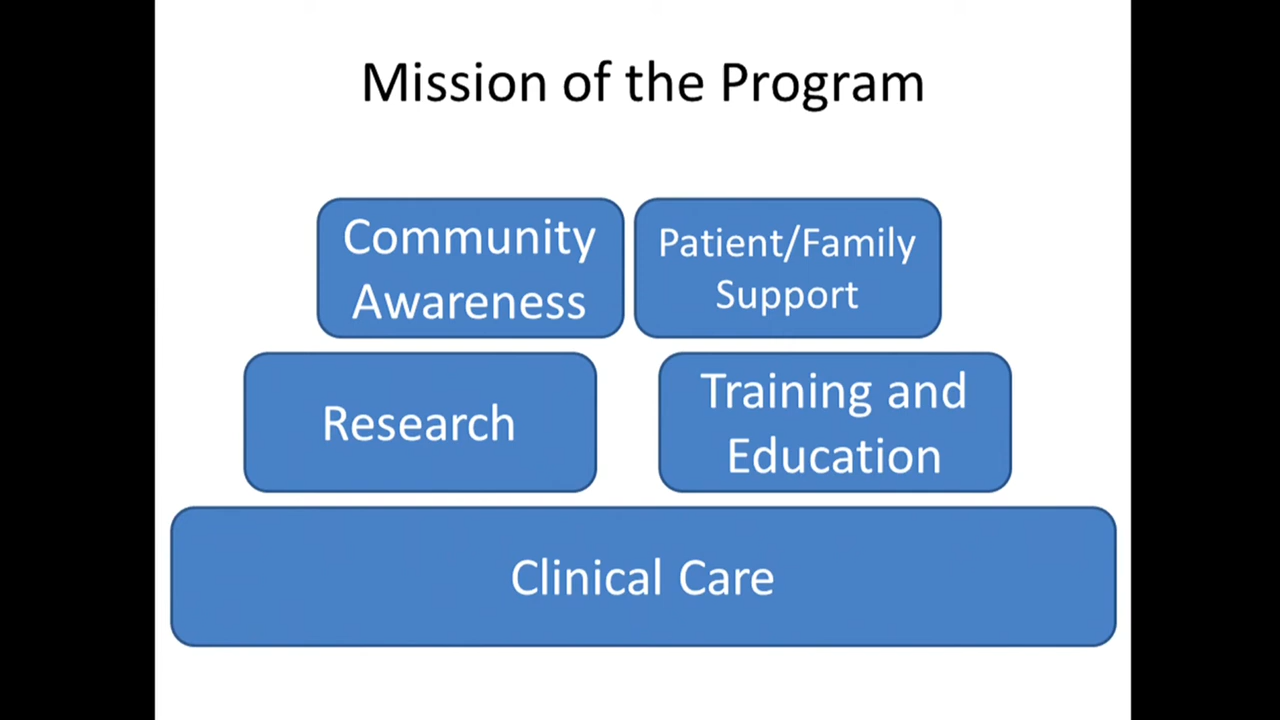 Mission of the Program
Community
Awareness
Patient/Family
Support
Research
Training and
Education
Clinical Care